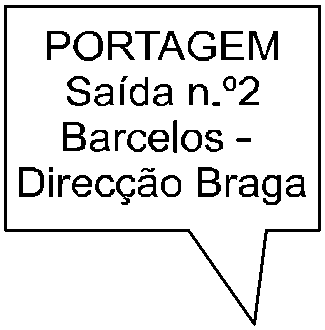 PORTAGEM
Saída n.º2
Barcelos -
Direcção Braga